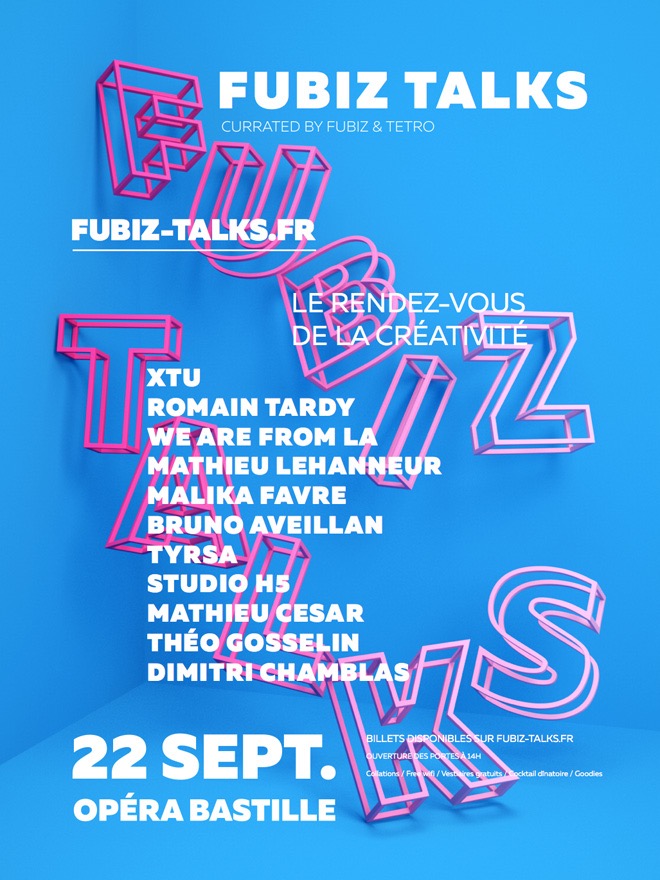 FUBIZ TALKS
CURRATED BY FUBIZ & TETRO
FUBIZ-TALKS.FR
LE RENDEZ-VOUS
DE LA CRÉATIVITÉ
FUBIZ
TALKS
XTU
ROMAIN TARDY
WE ARE FROM LA
MATHIEU LEHANNEUR
MALIKA FAVRE
BRUNO AVEILLAN
TYRSA
STUDIO H5
MATHIEU CESAR
THÉO GOSSELIN
DIMITRI CHAMBLAS
22 SEPT.
OPÉRA BASTILLE
BILLETS DISPONIBLES SUR FUBIZ-TALKS.FR
OUVERTURE DES PORTES À 14H
Collations / Free wifi / Vestiaires gratuits / Cocktail dînatoire / Goodies